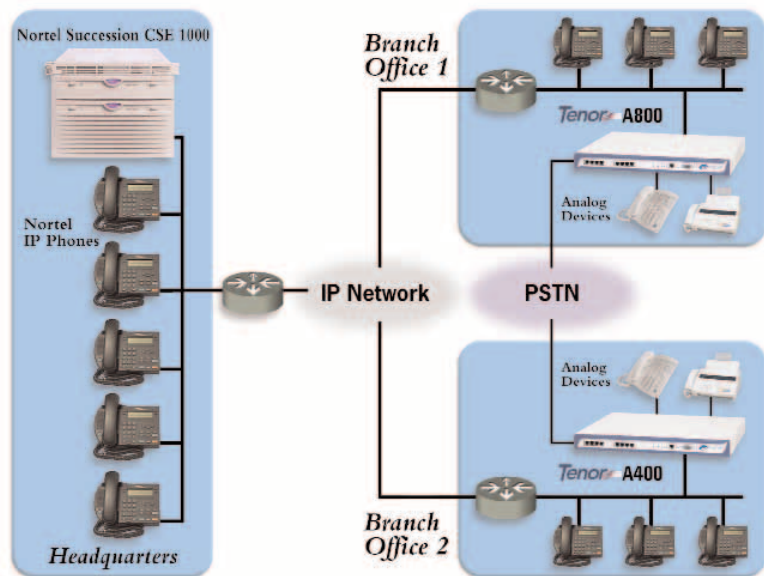 Nortel Succession CSE 1000
Nortel
IP Phones
Headquarters
IP Network
PSTN
Branch
Office 1
Tenor A800
Analog
Devices
Analog
Devices
Tenor A400
Branch
Office 2